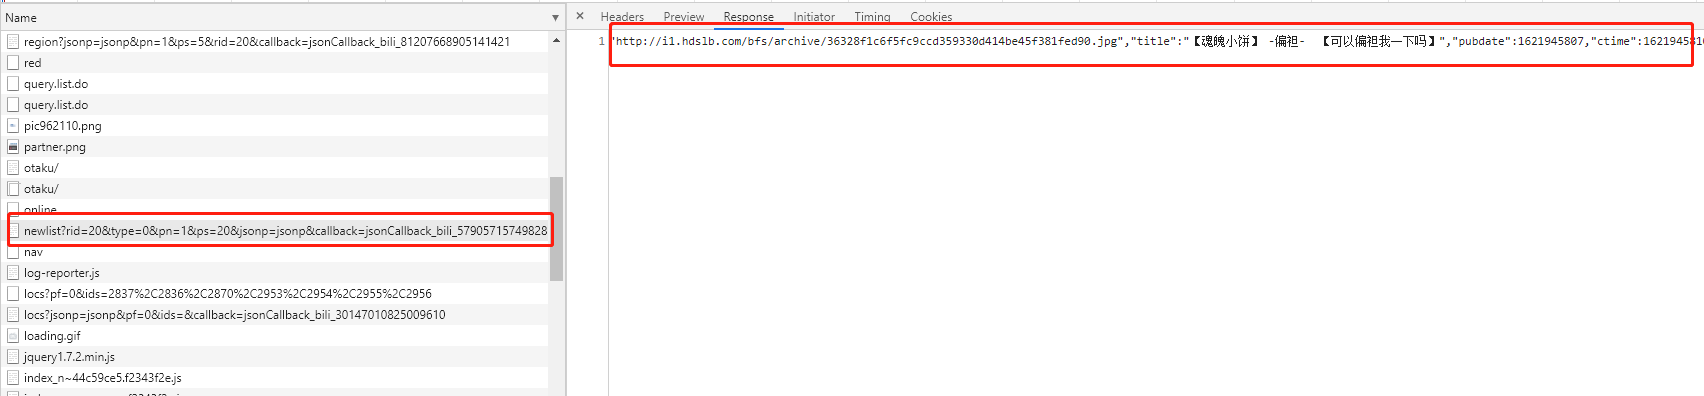 Name
region?jsonp=jsonp&pn=1&ps=5&rid=20&callback=jsonCallback_bili_81207668905141421
red
query.list.do
query.list.do
pic962110.png
partner.png
otaku/
otaku/
online
newlist?rid=20&type=0&pn=1&ps=20&jsonp=jsonp&callback=jsonCallback_bili_57905715749828
nav
log-reporter.js
locs?pf=0&ids=2837%2C2836%2C2870%2C2953%2C2954%2C2955%2C2956
locs?jsonp=jsonp&pf=0&ids=&callback=jsonCallback_bili_30147010825009610
loading.gif
jquery1.7.2.min.js
index_n~44c59ce5.f2343f2e.js
× Headers Preview Response Initiator Timing Cookies
1 "http://i1.hdslb.com/bfs/archive/36328f1c6f5fc9ccd359330d414be45f381fed90.jpg","title":"【魂魄小饼】 -偏袒- 【可以偏袒我一下吗】","pubdate":1621945807,"ctime":162194581